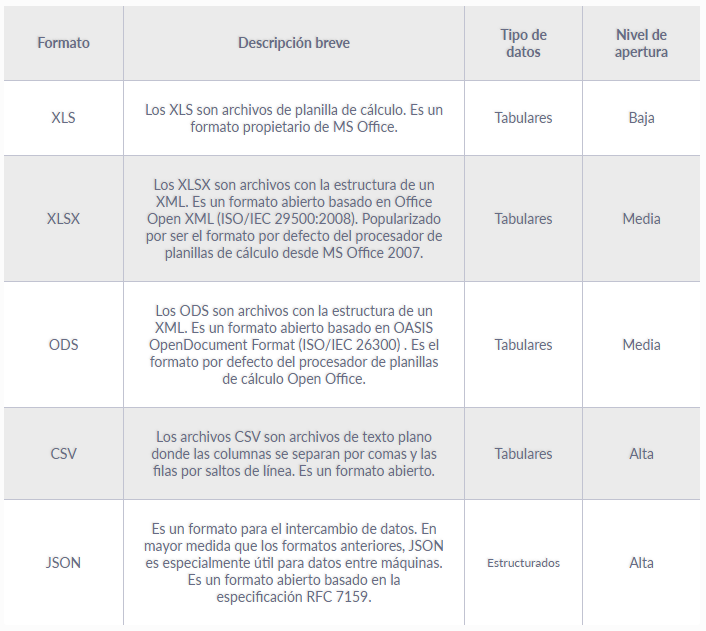 Formato
Descripción breve
Tipo de
datos
Nivel de
apertura
XLS
Los XLS son archivos de planilla de cálculo. Es un
formato propietario de MS Office.
Tabulares
Baja
XLSX
Los XLSX son archivos con la estructura de un
XML. Es un formato abierto basado en Office
Open XML (ISO/IEC 29500:2008). Popularizado
por ser el formato por defecto del procesador de
planillas de cálculo desde MS Office 2007.
Tabulares
Media
ODS
Los ODS son archivos con la estructura de un
XML. Es un formato abierto basado en OASIS
OpenDocument Format (ISO/IEC 26300) . Es el
formato por defecto del procesador de planillas
de cálculo Open Office.
Tabulares
Media
CSV
Los archivos CSV son archivos de texto plano
donde las columnas se separan por comas y las
filas por saltos de línea. Es un formato abierto.
Tabulares
Alta
JSON
Es un formato para el intercambio de datos. En
mayor medida que los formatos anteriores, JSON
es especialmente útil para datos entre máquinas.
Es un formato abierto basado en la
especificación RFC 7159.
Estructurados
Alta